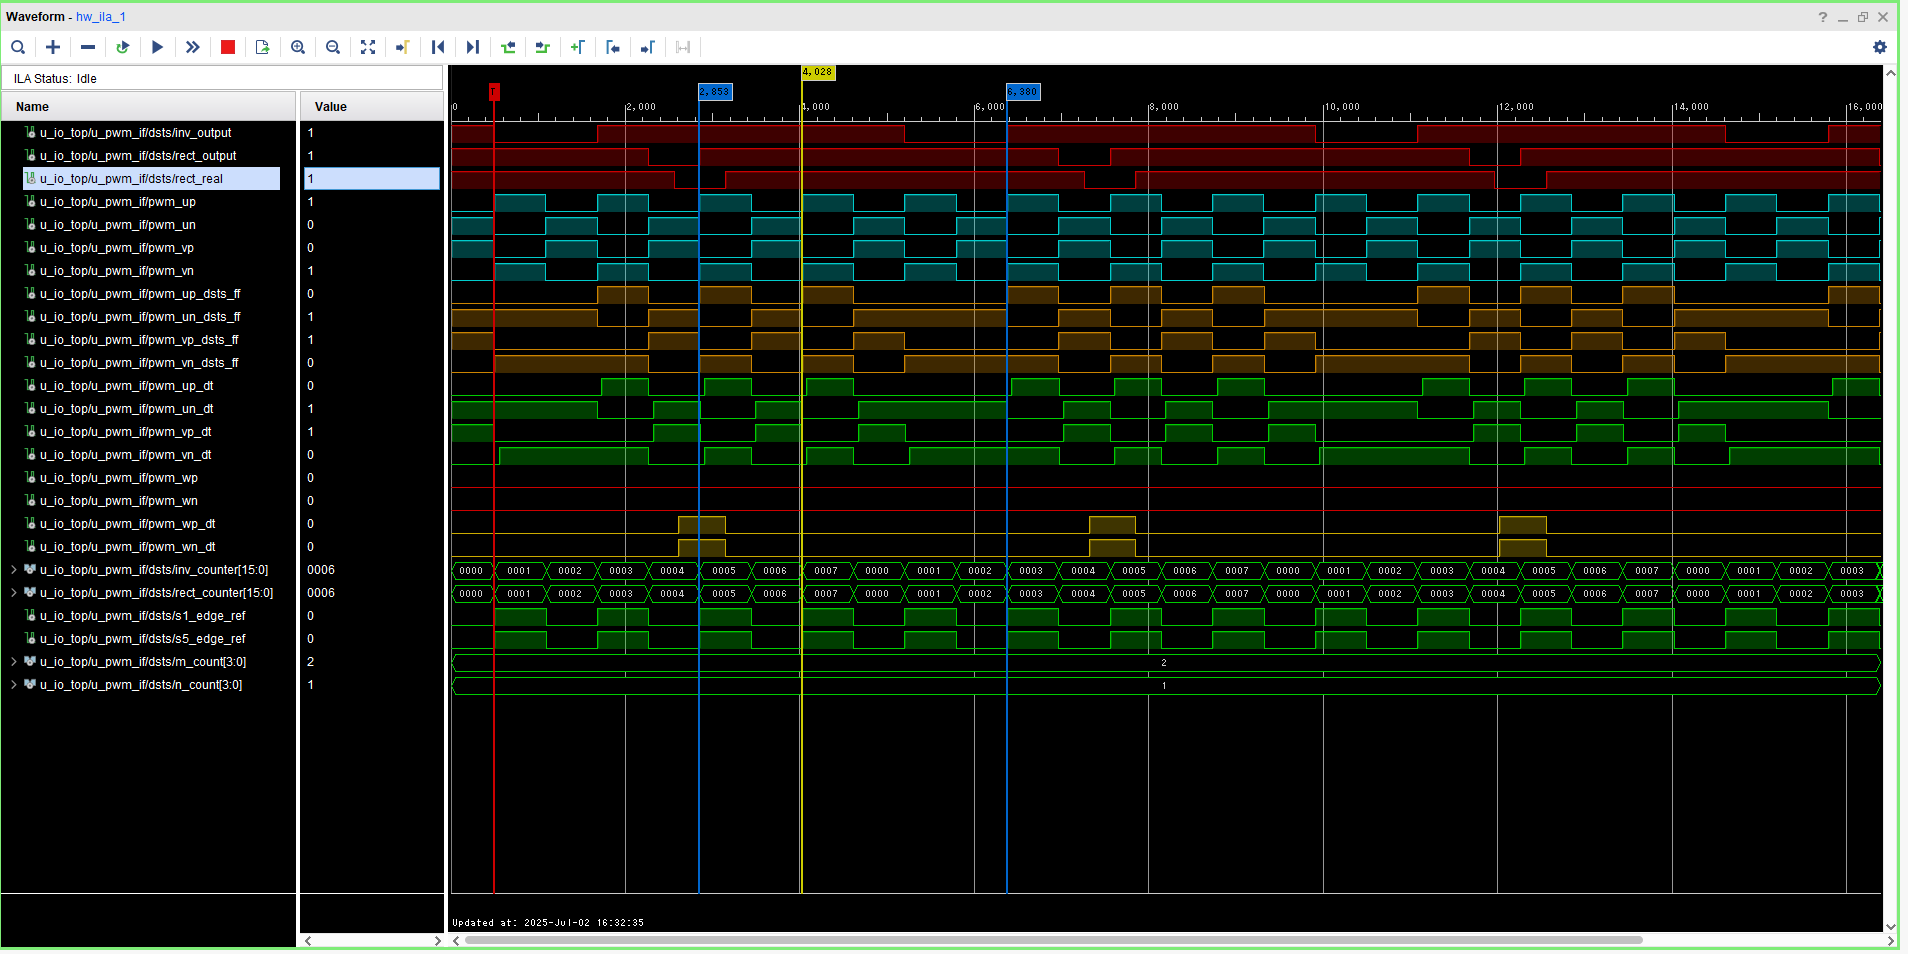 Waveform - hw_ila_1
ILA Status: Idle
Name Value
T 2,853 4,028 6,380
0 2,000 4,000 6,000 8,000 10,000 12,000 14,000 16,000
u_io_top/u_pwm_if/dsts/inv_output 1
u_io_top/u_pwm_if/dsts/rect_output 1
u_io_top/u_pwm_if/dsts/rect_real 1
u_io_top/u_pwm_if/pwm_up 1
u_io_top/u_pwm_if/pwm_un 0
u_io_top/u_pwm_if/pwm_vp 0
u_io_top/u_pwm_if/pwm_vn 1
u_io_top/u_pwm_if/pwm_up_dsts_ff 0
u_io_top/u_pwm_if/pwm_un_dsts_ff 1
u_io_top/u_pwm_if/pwm_vp_dsts_ff 1
u_io_top/u_pwm_if/pwm_vn_dsts_ff 0
u_io_top/u_pwm_if/pwm_up_dt 0
u_io_top/u_pwm_if/pwm_un_dt 1
u_io_top/u_pwm_if/pwm_vp_dt 1
u_io_top/u_pwm_if/pwm_vn_dt 0
u_io_top/u_pwm_if/pwm_wp 0
u_io_top/u_pwm_if/pwm_wn 0
u_io_top/u_pwm_if/pwm_wp_dt 0
u_io_top/u_pwm_if/pwm_wn_dt 0
u_io_top/u_pwm_if/dsts/inv_counter[15:0] 0006 0000 0001 0002 0003 0004 0005 0006 0007 0000 0001 0002 0003 0004 0005 0006 0007 0000 0001 0002 0003 0004 0005 0006 0007 0000 0001 0002 0003
u_io_top/u_pwm_if/dsts/rect_counter[15:0] 0006 0000 0001 0002 0003 0004 0005 0006 0007 0000 0001 0002 0003 0004 0005 0006 0007 0000 0001 0002 0003 0004 0005 0006 0007 0000 0001 0002 0003
u_io_top/u_pwm_if/dsts/s1_edge_ref 0
u_io_top/u_pwm_if/dsts/s5_edge_ref 0
u_io_top/u_pwm_if/dsts/m_count[3:0] 2 2
u_io_top/u_pwm_if/dsts/n_count[3:0] 1 1
Updated at: 2025-Jul-02 16:32:35